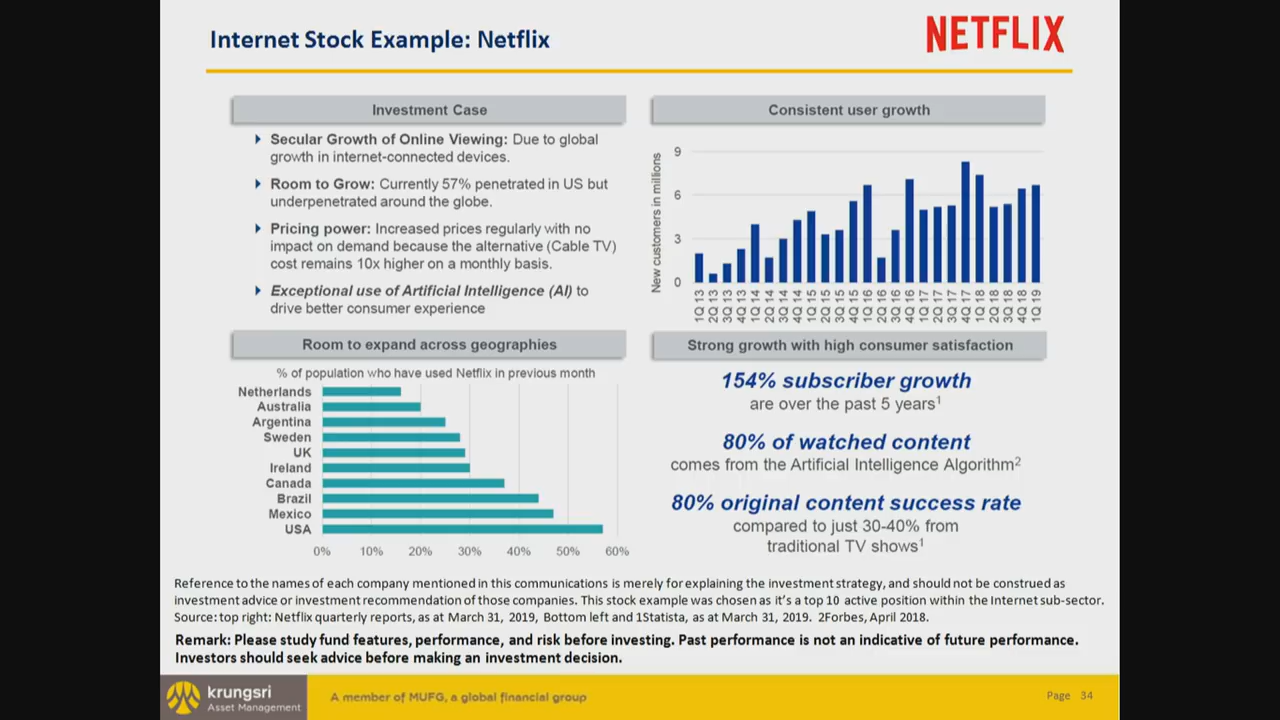 Internet Stock Example: Netflix
NETFLIX
Investment Case
Secular Growth of Online Viewing: Due to global
growth in internet-connected devices.
Room to Grow: Currently 57% penetrated in US but
underpenetrated around the globe.
Pricing power: Increased prices regularly with no
impact on demand because the alternative (Cable TV)
cost remains 10x higher on a monthly basis.
Exceptional use of Artificial Intelligence (AI) to
drive better consumer experience
Consistent user growth
New customers in millions
9
6
3
0
1Q 13
2Q 13
3Q 13
4Q 13
1Q 14
2Q 14
3Q 14
4Q 14
1Q 15
2Q 15
3Q 15
4Q 15
1Q 16
2Q 16
3Q 16
4Q 16
1Q 17
2Q 17
3Q 17
4Q 17
1Q 18
2Q 18
3Q 18
4Q 18
1Q 19
Room to expand across geographies
% of population who have used Netflix in previous month
Netherlands
Australia
Argentina
Sweden
UK
Ireland
Canada
Brazil
Mexico
USA
0% 10% 20% 30% 40% 50% 60%
Strong growth with high consumer satisfaction
154% subscriber growth
are over the past 5 years1
80% of watched content
comes from the Artificial Intelligence Algorithm2
80% original content success rate
compared to just 30-40% from
traditional TV shows1
Reference to the names of each company mentioned in this communications is merely for explaining the investment strategy, and should not be construed as
investment advice or investment recommendation of those companies. This stock example was chosen as it's a top 10 active position within the Internet sub-sector.
Source: top right: Netflix quarterly reports, as at March 31, 2019, Bottom left and 1Statista, as at March 31, 2019. 2Forbes, April 2018.
Remark: Please study fund features, performance, and risk before investing. Past performance is not an indicative of future performance.
Investors should seek advice before making an investment decision.
krungsri
Asset Management
A member of MUFG, a global financial group
Page 34